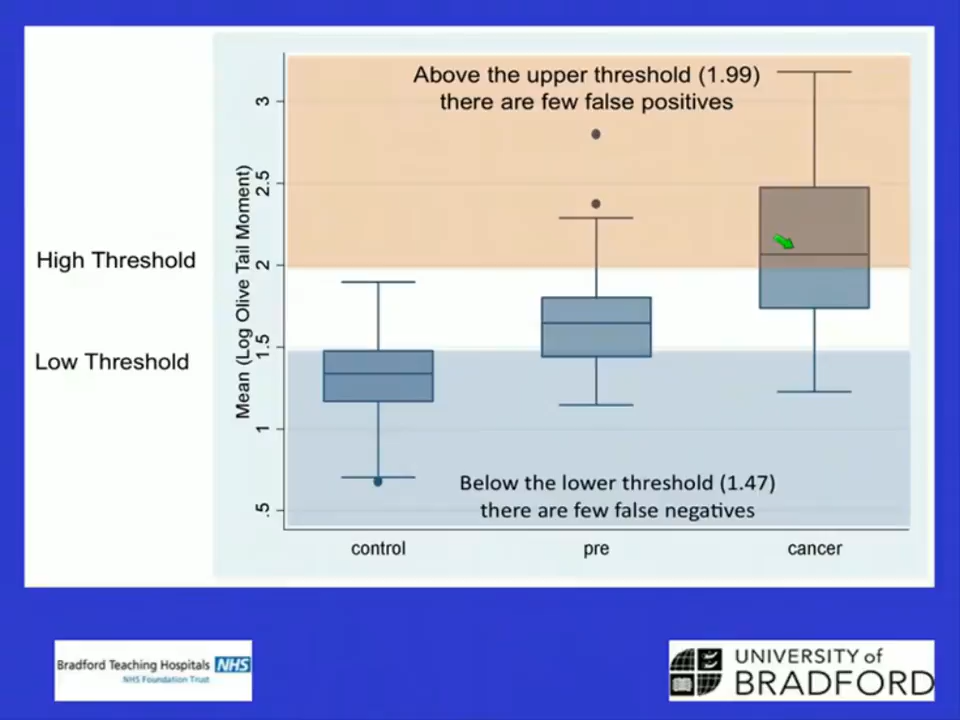 Above the upper threshold (1.99)
there are few false positives
3
2.5
High Threshold
2
Mean (Log Olive Tail Moment)
1.5
Low Threshold
1
Below the lower threshold (1.47)
there are few false negatives
.5
control pre cancer
Bradford Teaching Hospitals NHS
NHS Foundation Trust
UNIVERSITY of
BRADFORD